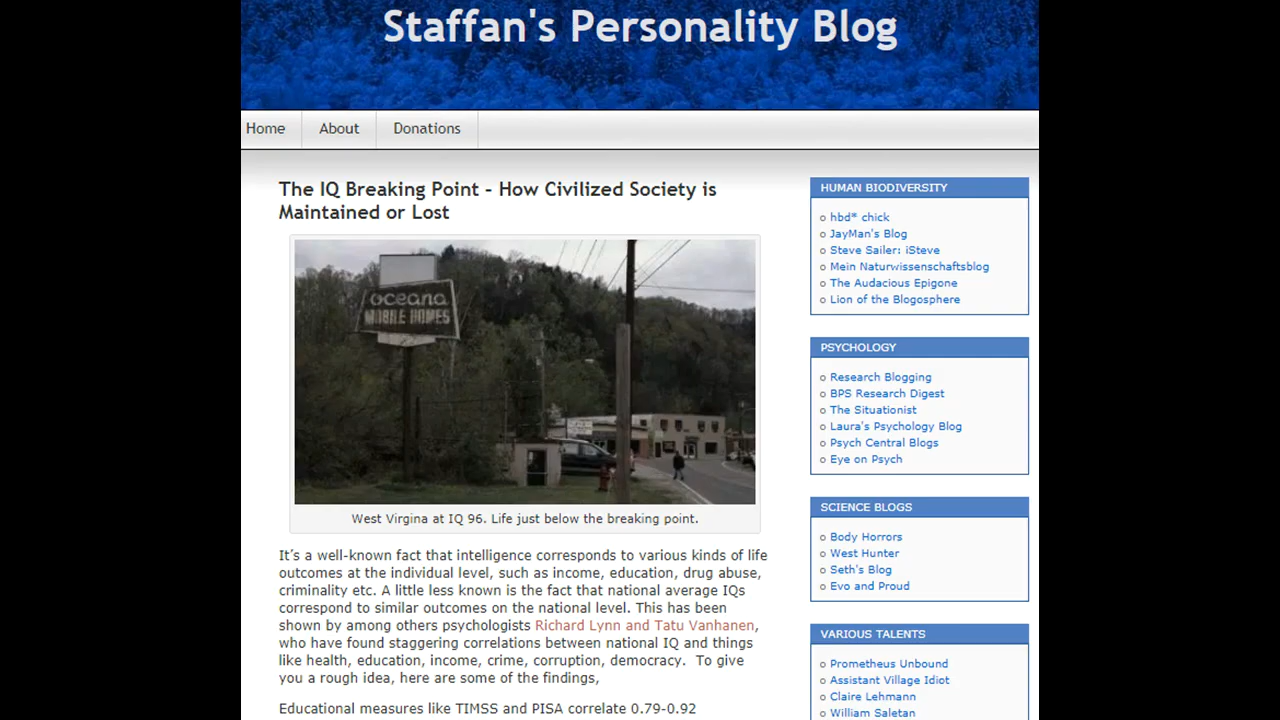 Staffan's Personality Blog
Home
About
Donations
The IQ Breaking Point – How Civilized Society is
Maintained or Lost
oceana
MOBILE HOMES
West Virgina at IQ 96. Life just below the breaking point.
It's a well-known fact that intelligence corresponds to various kinds of life
outcomes at the individual level, such as income, education, drug abuse,
criminality etc. A little less known is the fact that national average IQs
correspond to similar outcomes on the national level. This has been
shown by among others psychologists Richard Lynn and Tatu Vanhanen,
who have found staggering correlations between national IQ and things
like health, education, income, crime, corruption, democracy. To give
you a rough idea, here are some of the findings,
Educational measures like TIMSS and PISA correlate 0.79-0.92
HUMAN BIODIVERSITY
hbd* chick
JayMan's Blog
Steve Sailer: iSteve
Mein Naturwissenschaftsblog
The Audacious Epigone
Lion of the Blogosphere
PSYCHOLOGY
Research Blogging
BPS Research Digest
The Situationist
Laura's Psychology Blog
Psych Central Blogs
Eye on Psych
SCIENCE BLOGS
Body Horrors
West Hunter
Seth's Blog
Evo and Proud
VARIOUS TALENTS
Prometheus Unbound
Assistant Village Idiot
Claire Lehmann
William Saletan